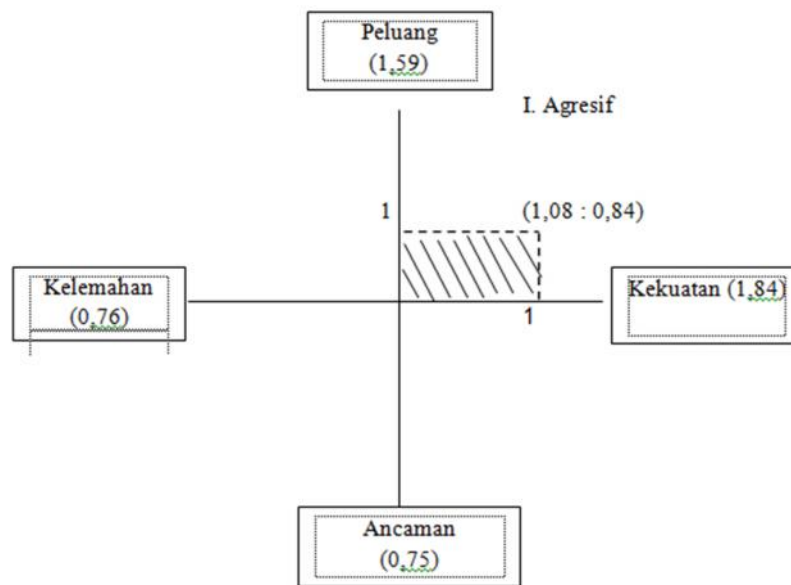 Peluang
(1,59)
I. Agresif
1
(1,08 : 0,84)
Kelemahan
(0,76)
Kekuatan (1,84)
1
Ancaman
(0,75)